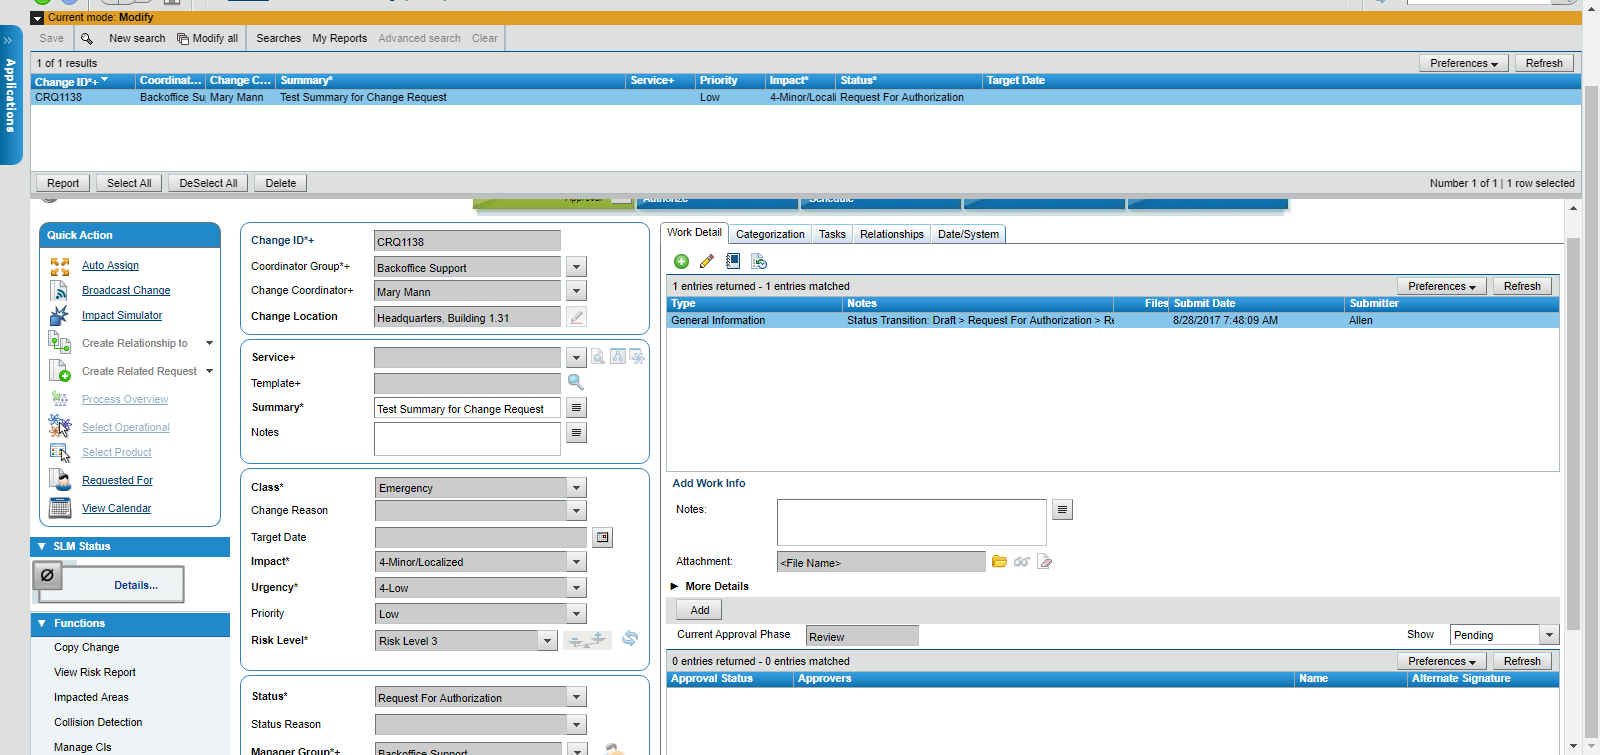 Current mode: Modify
Save New search Modify all Searches My Reports Advanced search Clear
1 of 1 results Preferences Refresh
Change ID*+ Coordinat... Change C... Summary* Service+ Priority Impact* Status* Target Date
CRQ1138 Backoffice Su Mary Mann Test Summary for Change Request Low 4-Minor/Locali Request For Authorization
Applications
Report Select All DeSelect All Delete Number 1 of 1 | 1 row selected
Approval Authorize Schedule
Quick Action
Auto Assign
Broadcast Change
Impact Simulator
Create Relationship to
Create Related Request
Process Overview
Select Operational
Select Product
Requested For
View Calendar
SLM Status
Details...
Functions
Copy Change
View Risk Report
Impacted Areas
Collision Detection
Manage CIs
Change ID*+ CRQ1138
Coordinator Group*+ Backoffice Support
Change Coordinator+ Mary Mann
Change Location Headquarters, Building 1.31
Service+
Template+
Summary* Test Summary for Change Request
Notes
Class* Emergency
Change Reason
Target Date
Impact* 4-Minor/Localized
Urgency* 4-Low
Priority Low
Risk Level* Risk Level 3
Status* Request For Authorization
Status Reason
Manager Group*+ Backoffice Support
Work Detail Categorization Tasks Relationships Date/System
1 entries returned - 1 entries matched Preferences Refresh
Type Notes Files Submit Date Submitter
General Information Status Transition: Draft > Request For Authorization > Re 8/28/2017 7:48:09 AM Allen
Add Work Info
Notes:
Attachment: <File Name>
More Details
Add
Current Approval Phase Review Show Pending
0 entries returned - 0 entries matched Preferences Refresh
Approval Status Approvers Name Alternate Signature